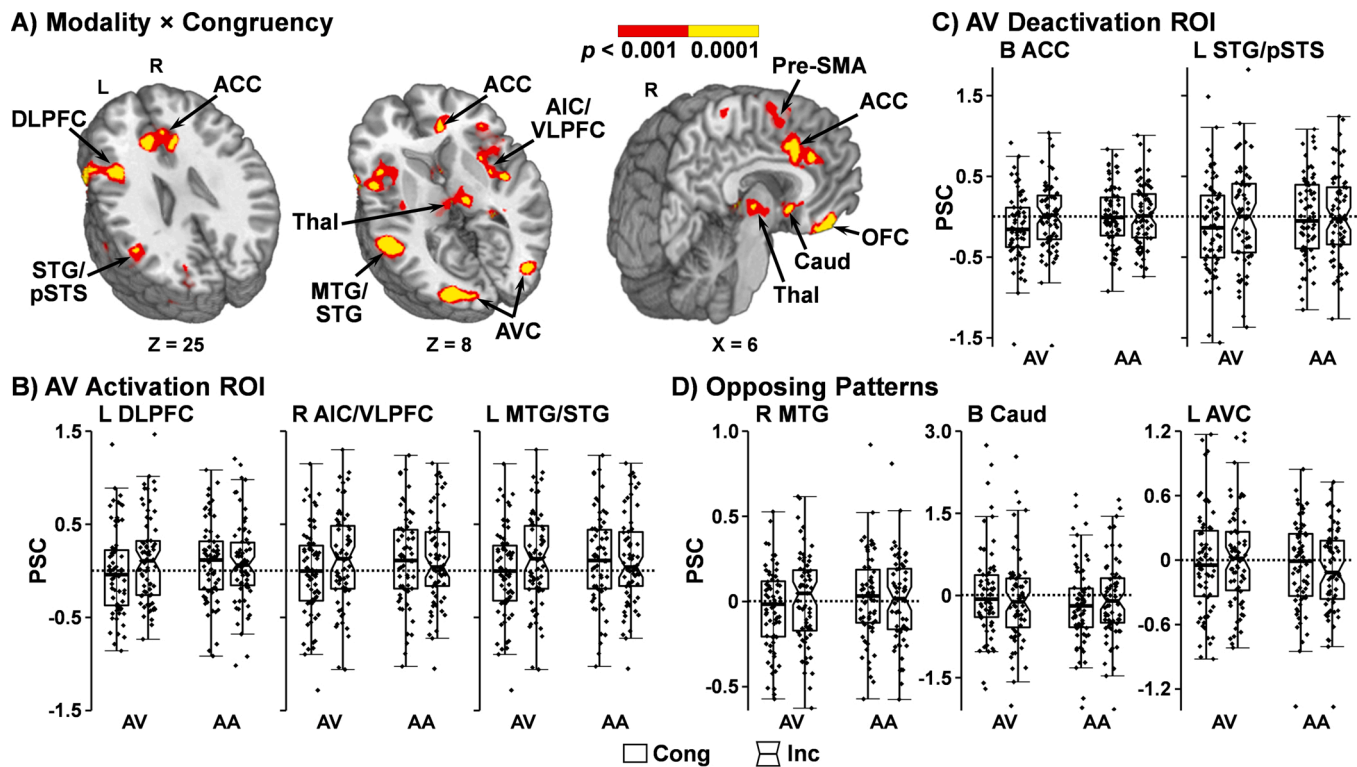 A) Modality × Congruency
p < 0.001 0.0001
L
R
ACC
DLPFC
STG/
pSTS
Z = 25
ACC
AIC/
VLPFC
Thal
MTG/
STG
AVC
Z = 8
R
Pre-SMA
ACC
OFC
Caud
Thal
X = 6
C) AV Deactivation ROI
B ACC
L STG/pSTS
PSC
1.5
0.5
-0.5
-1.5
AV
AA
AV
AA
B) AV Activation ROI
L DLPFC
R AIC/VLPFC
L MTG/STG
PSC
1.5
0.5
-0.5
-1.5
AV
AA
AV
AA
AV
AA
D) Opposing Patterns
R MTG
B Caud
L AVC
PSC
1.0
0.5
0
-0.5
AV
AA
3.0
1.5
0
-1.5
AV
AA
1.2
0.6
0
-0.6
-1.2
AV
AA
Cong
Inc